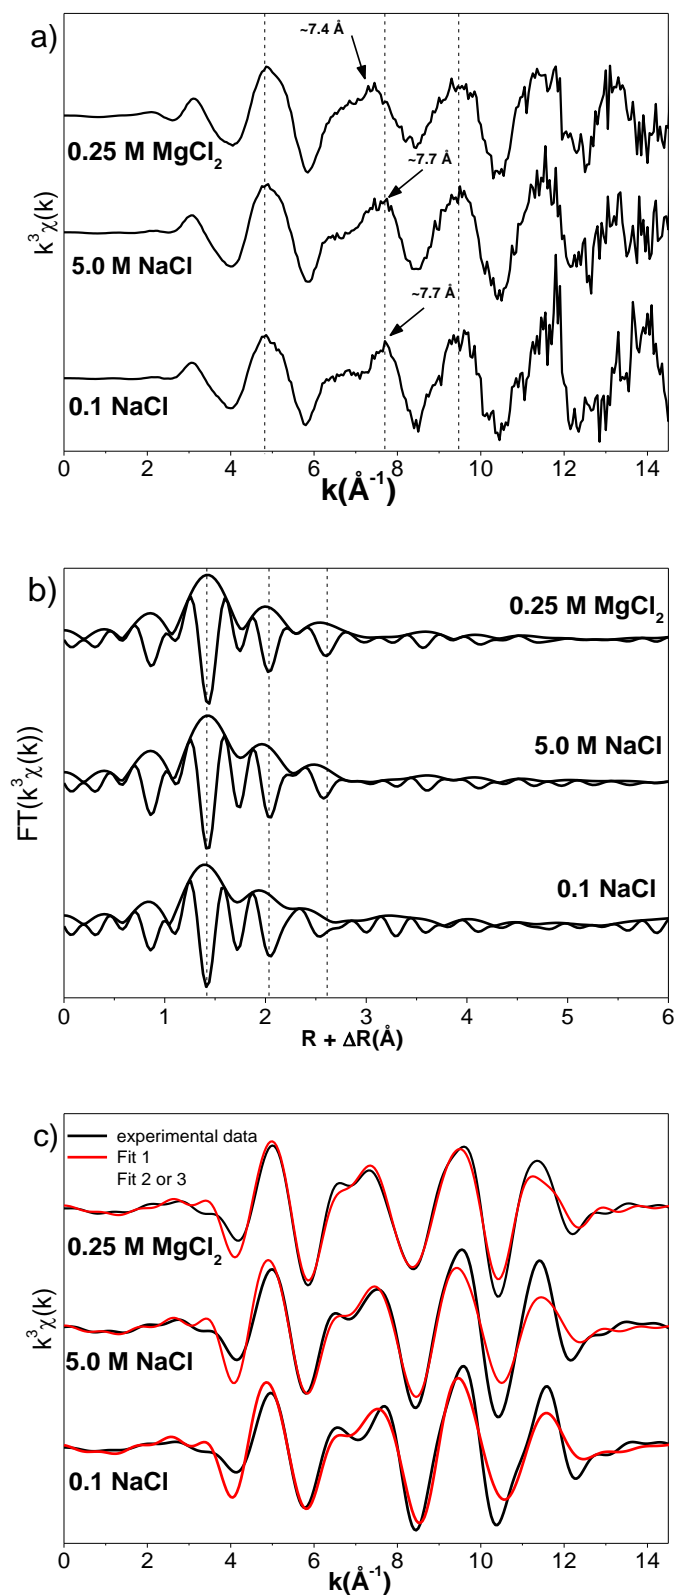 a)
~7.4 Å
0.25 M MgCl₂
~7.7 Å
5.0 M NaCl
~7.7 Å
0.1 NaCl
k³χ(k)
0 2 4 6 8 10 12 14
k(Å⁻¹)
b)
0.25 M MgCl₂
5.0 M NaCl
0.1 NaCl
FT(k³χ(k))
0 1 2 3 4 5 6
R + ΔR(Å)
c)
experimental data
Fit 1
Fit 2 or 3
0.25 M MgCl₂
5.0 M NaCl
0.1 NaCl
k³χ(k)
0 2 4 6 8 10 12 14
k(Å⁻¹)